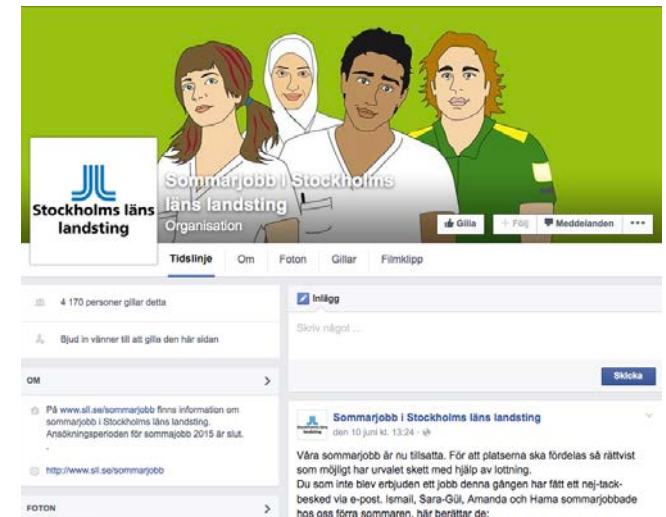 Stockholms läns
landsting
Sommarjobb i Stockholms
läns landsting
Organisation
Gilla
Följ
Meddelanden
Tidslinje Om Foton Gillar Filmklipp
4 170 personer gillar detta
Bjud in vänner till att gilla den här sidan
OM
På www.sll.se/sommarjobb finns information om
sommarjobb i Stockholms läns landsting.
Ansökningsperioden för sommajobb 2015 är slut.
.
http://www.sll.se/sommarjobb
FOTON
Inlägg
Skriv något ...
Skicka
Stockholms läns
landsting
Sommarjobb i Stockholms läns landsting
den 10 juni kl. 13:24 ·
Våra sommarjobb är nu tillsatta. För att platserna ska fördelas så rättvist
som möjligt har urvalet skett med hjälp av lottning.
Du som inte blev erbjuden ett jobb denna gången har fått ett nej-tack-
besked via e-post. Ismail, Sara-Gül, Amanda och Hama sommarjobbade
hos oss förra sommaren, här berättar de: